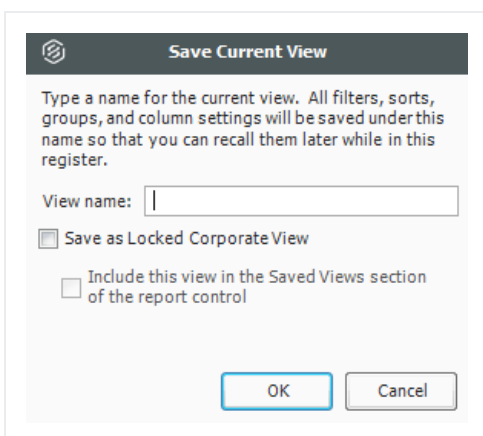 Save Current View
Type a name for the current view. All filters, sorts,
groups, and column settings will be saved under this
name so that you can recall them later while in this
register.
View name:
Save as Locked Corporate View
Include this view in the Saved Views section
of the report control
OK Cancel